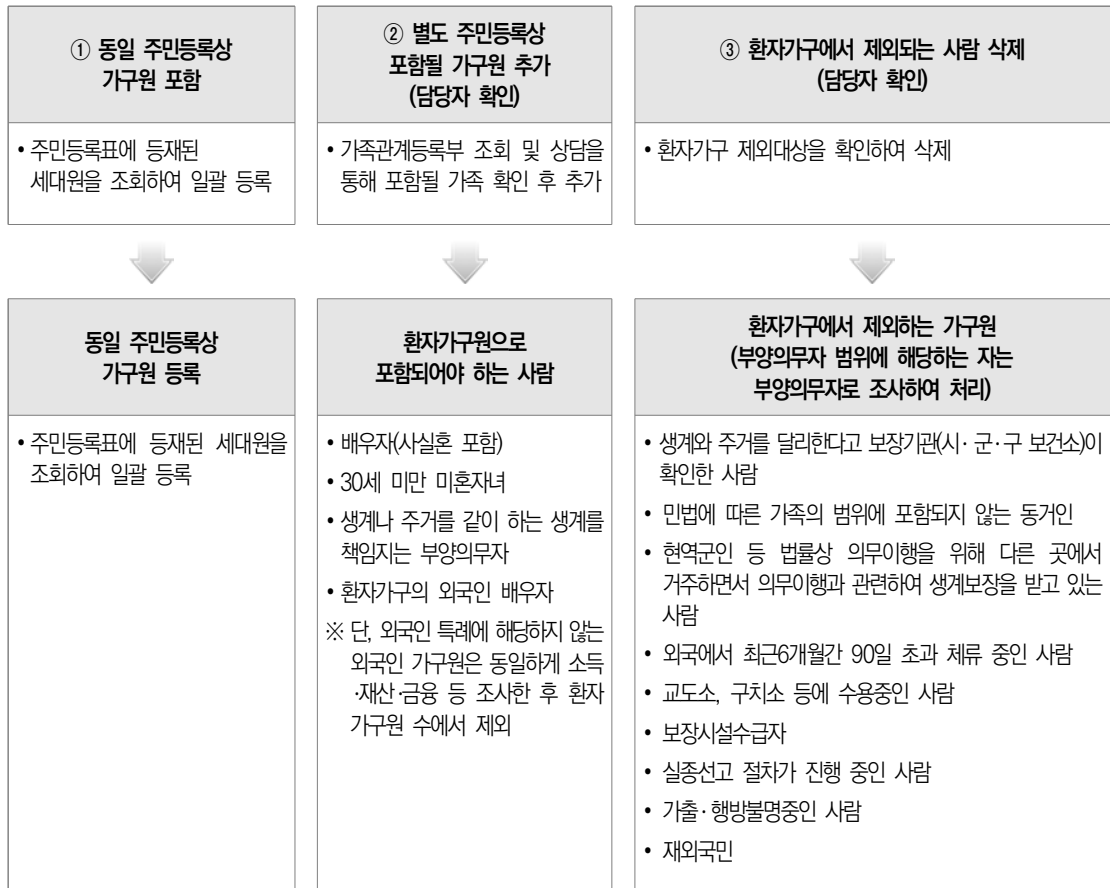 ① 동일 주민등록상
가구원 포함
• 주민등록표에 등재된
세대원을 조회하여 일괄 등록
② 별도 주민등록상
포함될 가구원 추가
(담당자 확인)
• 가족관계등록부 조회 및 상담을
통해 포함될 가족 확인 후 추가
③ 환자가구에서 제외되는 사람 삭제
(담당자 확인)
• 환자가구 제외대상을 확인하여 삭제
동일 주민등록상
가구원 등록
• 주민등록표에 등재된 세대원을
조회하여 일괄 등록
환자가구원으로
포함되어야 하는 사람
• 배우자(사실혼 포함)
• 30세 미만 미혼자녀
• 생계나 주거를 같이 하는 생계를
책임지는 부양의무자
• 환자가구의 외국인 배우자
※ 단, 외국인 특례에 해당하지 않는
외국인 가구원은 동일하게 소득
·재산·금융 등 조사한 후 환자
가구원 수에서 제외
환자가구에서 제외하는 가구원
(부양의무자 범위에 해당하는 자는
부양의무자로 조사하여 처리)
• 생계와 주거를 달리한다고 보장기관(시·군·구 보건소)이
확인한 사람
• 민법에 따른 가족의 범위에 포함되지 않는 동거인
• 현역군인 등 법률상 의무이행을 위해 다른 곳에서
거주하면서 의무이행과 관련하여 생계보장을 받고 있는
사람
• 외국에서 최근6개월간 90일 초과 체류 중인 사람
• 교도소, 구치소 등에 수용중인 사람
• 보장시설수급자
• 실종선고 절차가 진행 중인 사람
• 가출·행방불명중인 사람
• 재외국민